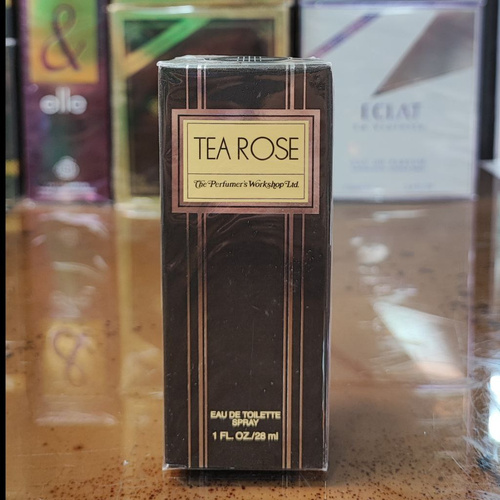 &
ECLAT
TEA ROSE
The Perfumer's Workshop Ltd.
EAU DE TOILETTE
SPRAY
1 FL. OZ./28 ml